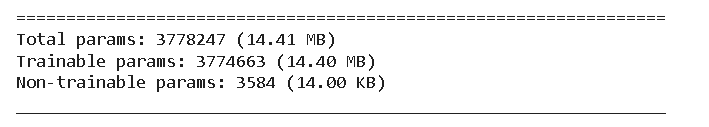 =================================================================
Total params: 3778247 (14.41 MB)
Trainable params: 3774663 (14.40 MB)
Non-trainable params: 3584 (14.00 KB)
_________________________________________________________________